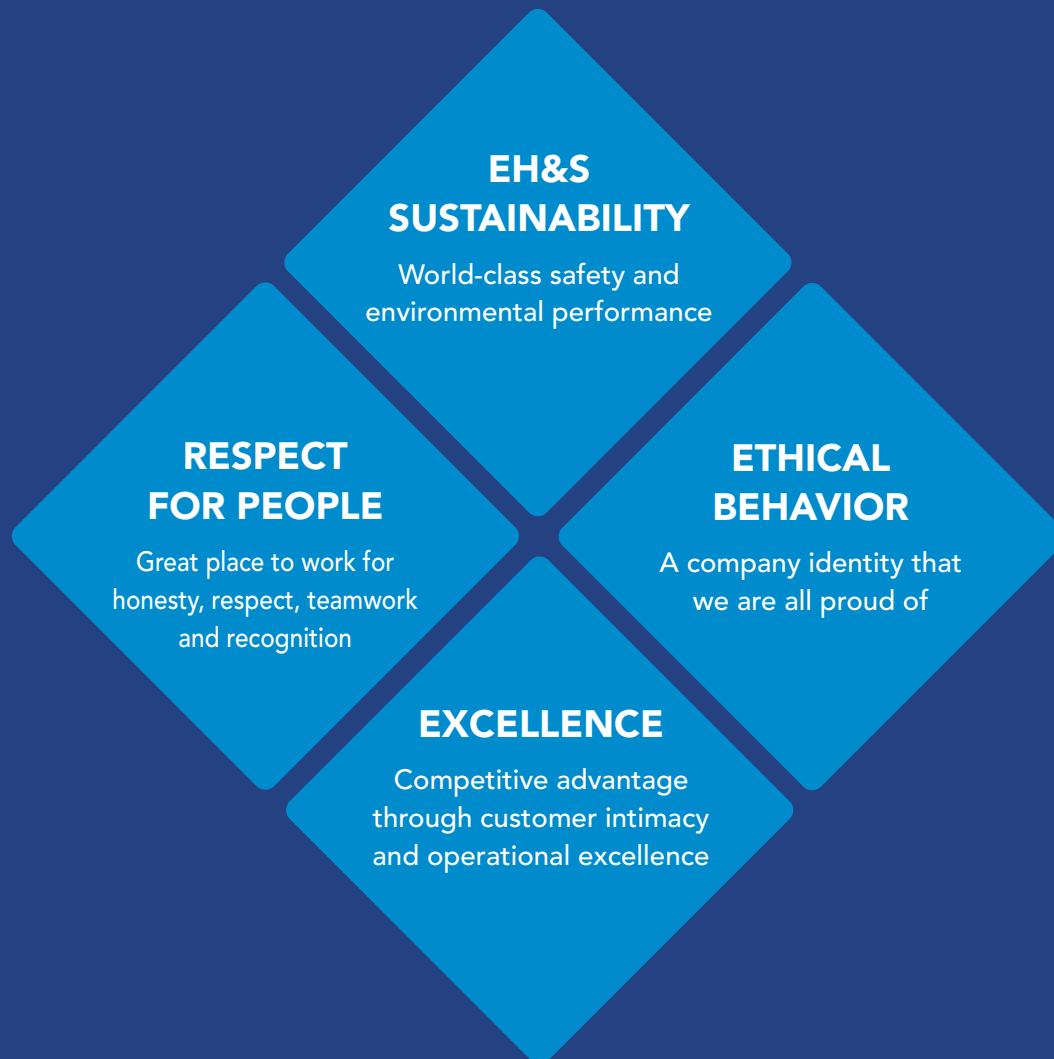 EH&S
SUSTAINABILITY
World-class safety and
environmental performance
RESPECT
FOR PEOPLE
Great place to work for
honesty, respect, teamwork
and recognition
ETHICAL
BEHAVIOR
A company identity that
we are all proud of
EXCELLENCE
Competitive advantage
through customer intimacy
and operational excellence